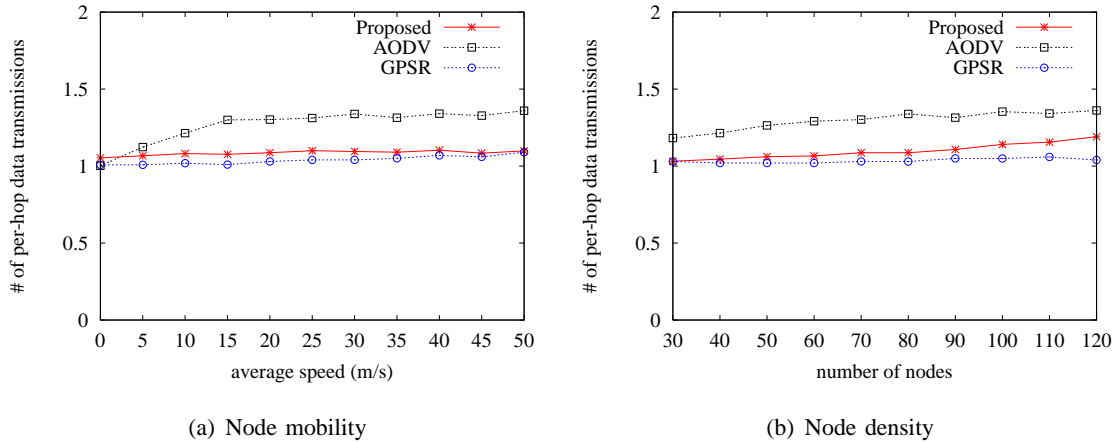 # of per-hop data transmissions
2
1.5
1
0.5
0
Proposed
AODV
GPSR
0 5 10 15 20 25 30 35 40 45 50
average speed (m/s)
(a) Node mobility
# of per-hop data transmissions
2
1.5
1
0.5
0
Proposed
AODV
GPSR
30 40 50 60 70 80 90 100 110 120
number of nodes
(b) Node density